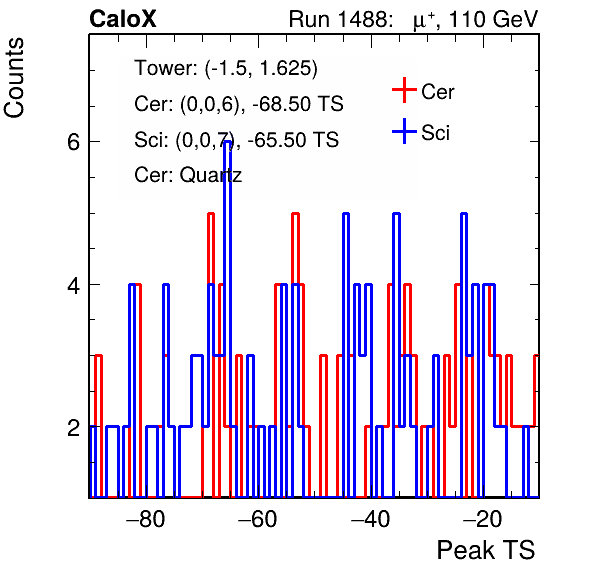 CaloX Run 1488: μ⁺, 110 GeV
Counts
Tower: (-1.5, 1.625)
Cer: (0,0,6), -68.50 TS
Sci: (0,0,7), -65.50 TS
Cer: Quartz
Cer
Sci
6
4
2
−80 −60 −40 −20
Peak TS